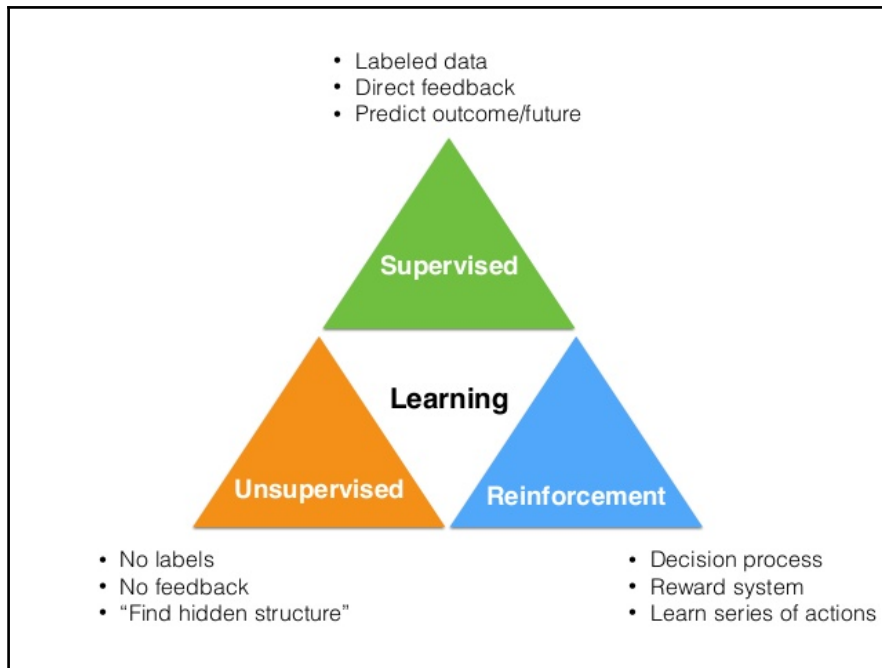 • Labeled data
• Direct feedback
• Predict outcome/future
Supervised
Learning
Unsupervised
Reinforcement
• No labels
• No feedback
• “Find hidden structure”
• Decision process
• Reward system
• Learn series of actions